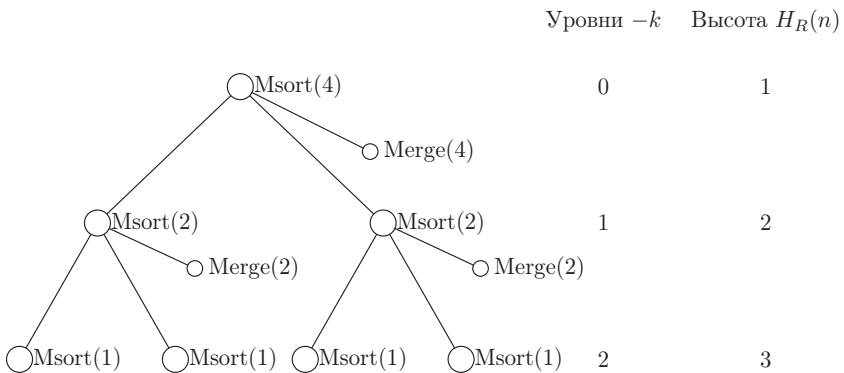 Уровни −k Высота H_R(n)
Msort(4) 0 1
Merge(4)
Msort(2) Msort(2) 1 2
Merge(2) Merge(2)
Msort(1) Msort(1) Msort(1) Msort(1) 2 3